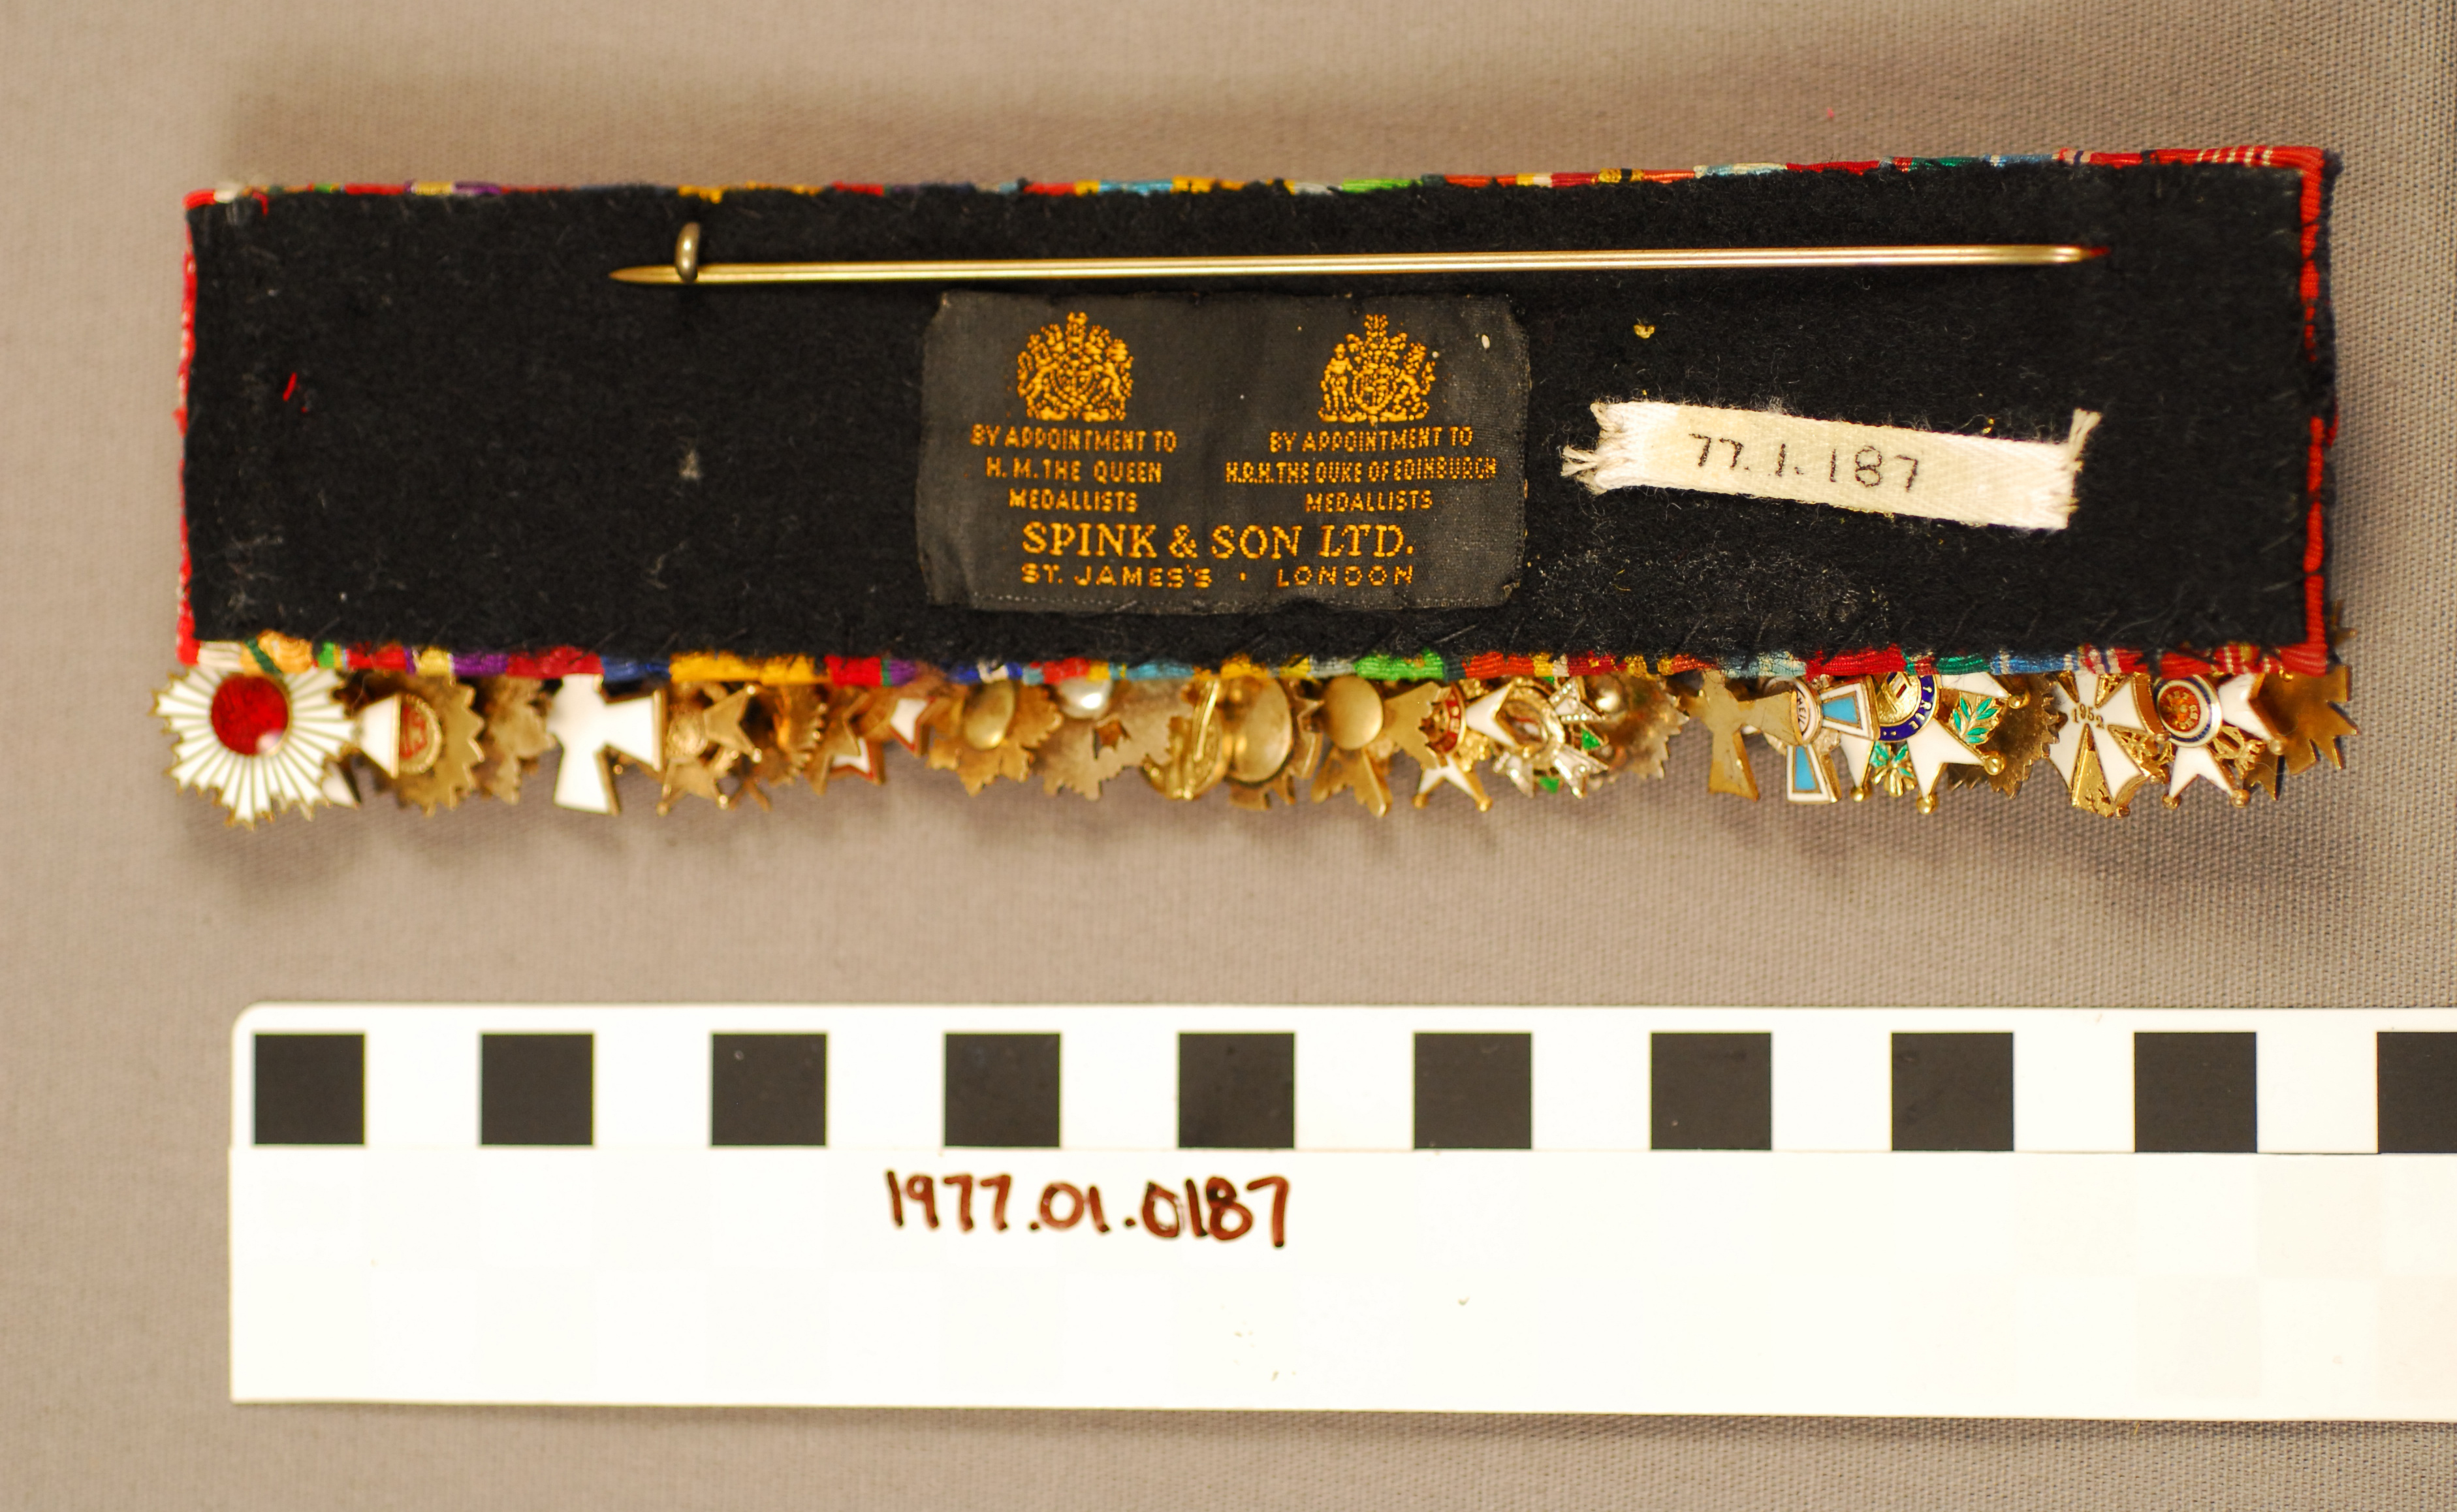 BY APPOINTMENT TO
H.M. THE QUEEN
MEDALLISTS
BY APPOINTMENT TO
H.R.H. THE DUKE OF EDINBURGH
MEDALLISTS
SPINK & SON LTD.
ST. JAMES'S · LONDON
77.1.187
1952
1977.01.0187